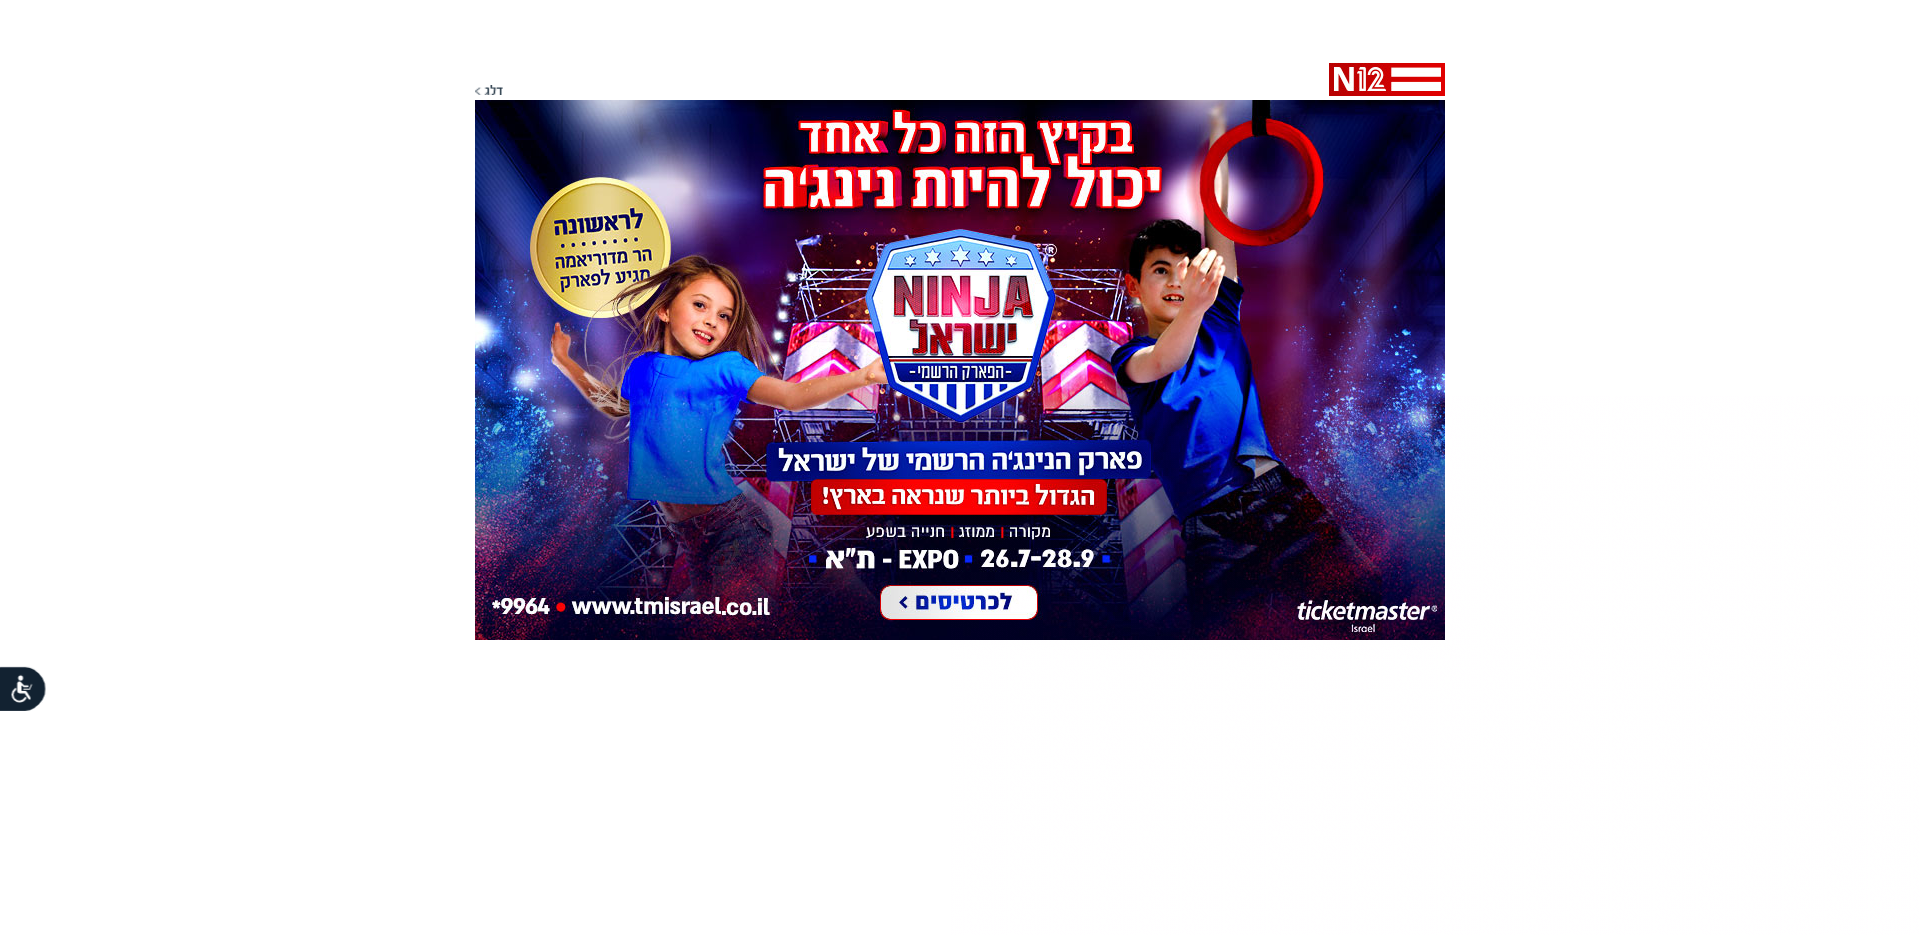 N12
דלג >
בקיץ הזה כל אחד
יכול להיות נינג'ה
לראשונה
הר מדוריאמה
מגיע לפארק
NINJA
ישראל
-הפארק הרשמי-
פארק הנינג'ה הרשמי של ישראל
הגדול ביותר שנראה בארץ!
מקורה | ממוזג | חנייה בשפע
26.7-28.9 ▪ EXPO - ת"א
לכרטיסים >
*9964 • www.tmisrael.co.il
ticketmaster®
Israel